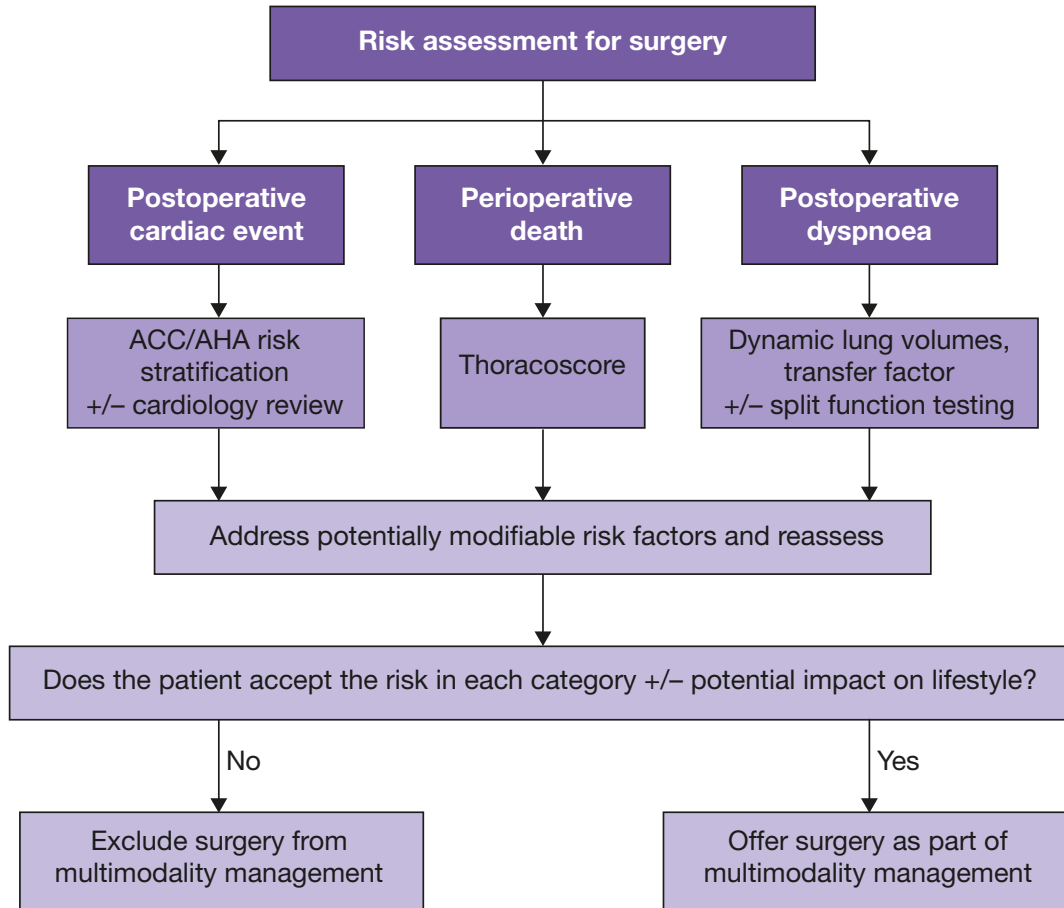 Risk assessment for surgery
Postoperative
cardiac event
Perioperative
death
Postoperative
dyspnoea
ACC/AHA risk
stratification
+/– cardiology review
Thoracoscore
Dynamic lung volumes,
transfer factor
+/– split function testing
Address potentially modifiable risk factors and reassess
Does the patient accept the risk in each category +/– potential impact on lifestyle?
No
Yes
Exclude surgery from
multimodality management
Offer surgery as part of
multimodality management